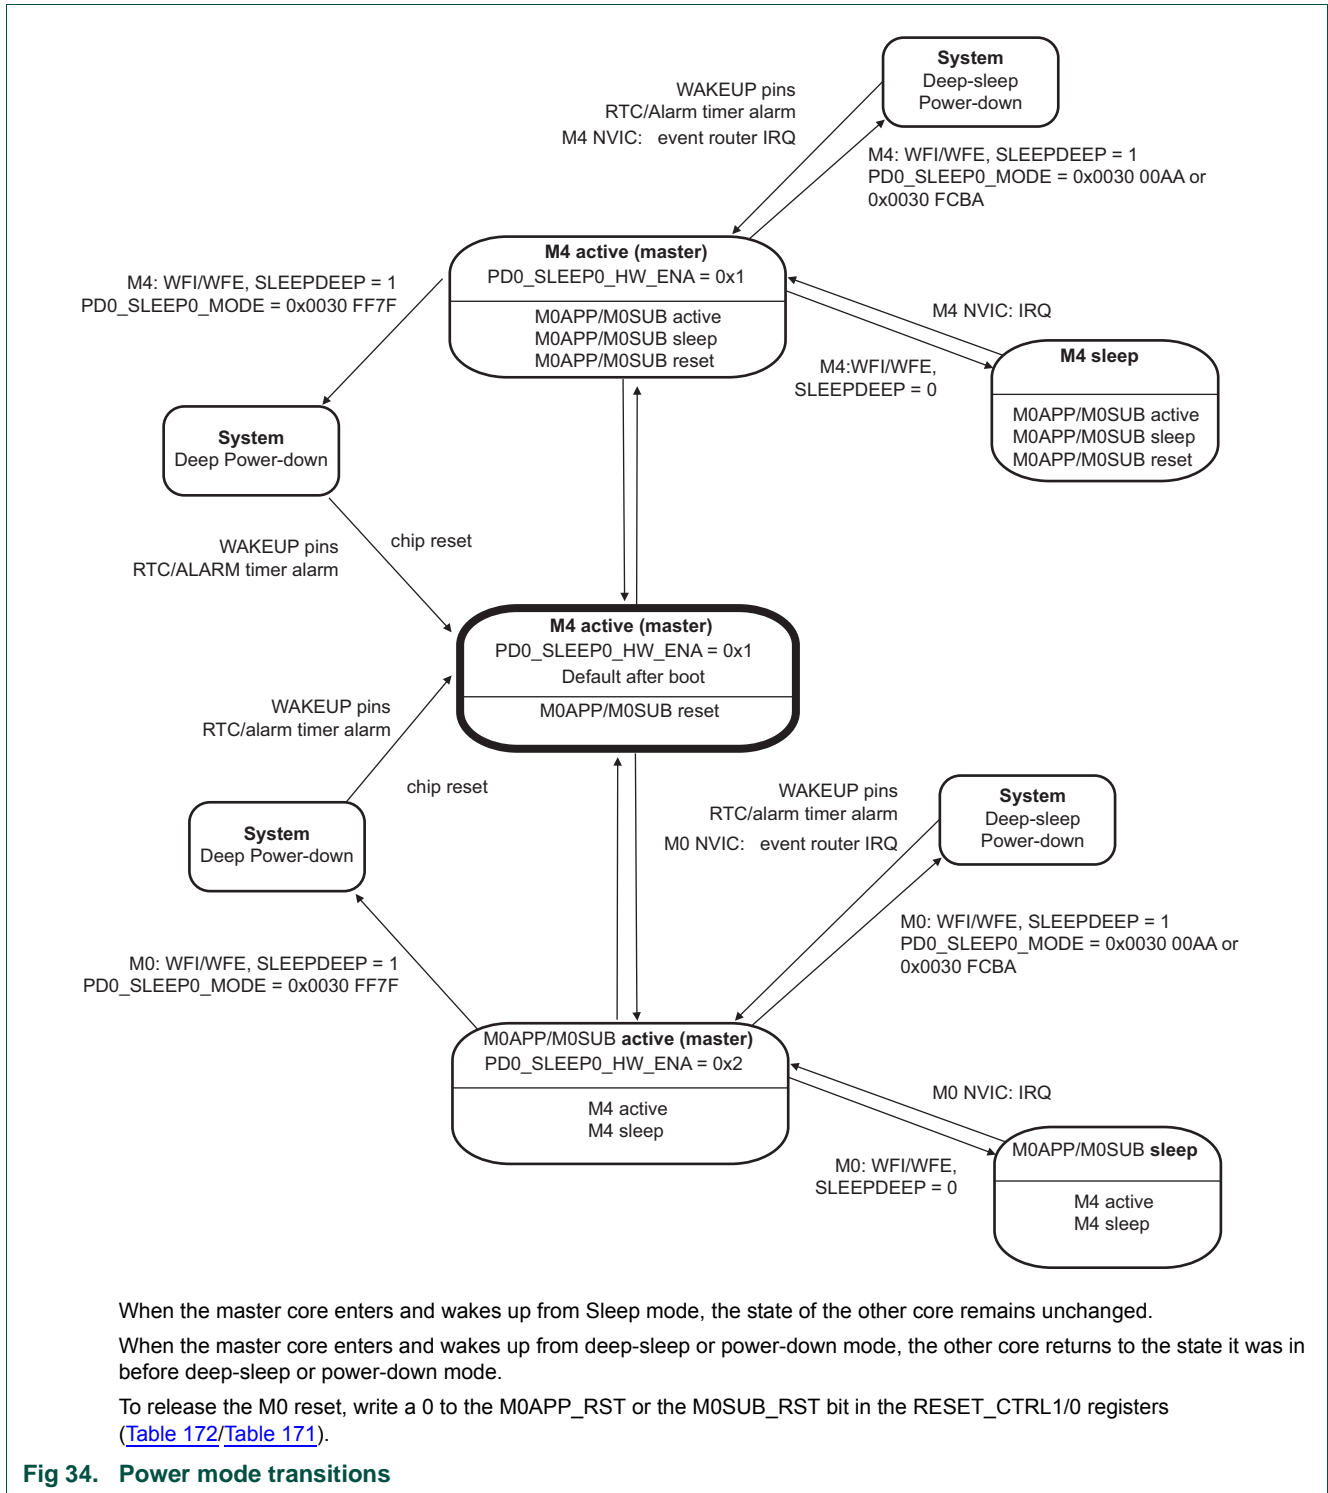 System
Deep-sleep
Power-down
WAKEUP pins
RTC/Alarm timer alarm
M4 NVIC: event router IRQ
M4: WFI/WFE, SLEEPDEEP = 1
PD0_SLEEP0_MODE = 0x0030 00AA or
0x0030 FCBA
M4 active (master)
PD0_SLEEP0_HW_ENA = 0x1
M0APP/M0SUB active
M0APP/M0SUB sleep
M0APP/M0SUB reset
M4: WFI/WFE, SLEEPDEEP = 1
PD0_SLEEP0_MODE = 0x0030 FF7F
M4 NVIC: IRQ
M4:WFI/WFE,
SLEEPDEEP = 0
M4 sleep
M0APP/M0SUB active
M0APP/M0SUB sleep
M0APP/M0SUB reset
System
Deep Power-down
WAKEUP pins
RTC/ALARM timer alarm
chip reset
M4 active (master)
PD0_SLEEP0_HW_ENA = 0x1
Default after boot
M0APP/M0SUB reset
WAKEUP pins
RTC/alarm timer alarm
chip reset
System
Deep Power-down
WAKEUP pins
RTC/alarm timer alarm
M0 NVIC: event router IRQ
System
Deep-sleep
Power-down
M0: WFI/WFE, SLEEPDEEP = 1
PD0_SLEEP0_MODE = 0x0030 00AA or
0x0030 FCBA
M0: WFI/WFE, SLEEPDEEP = 1
PD0_SLEEP0_MODE = 0x0030 FF7F
M0APP/M0SUB active (master)
PD0_SLEEP0_HW_ENA = 0x2
M4 active
M4 sleep
M0 NVIC: IRQ
M0: WFI/WFE,
SLEEPDEEP = 0
M0APP/M0SUB sleep
M4 active
M4 sleep
When the master core enters and wakes up from Sleep mode, the state of the other core remains unchanged.
When the master core enters and wakes up from deep-sleep or power-down mode, the other core returns to the state it was in
before deep-sleep or power-down mode.
To release the M0 reset, write a 0 to the M0APP_RST or the M0SUB_RST bit in the RESET_CTRL1/0 registers
(Table 172/Table 171).
Fig 34. Power mode transitions